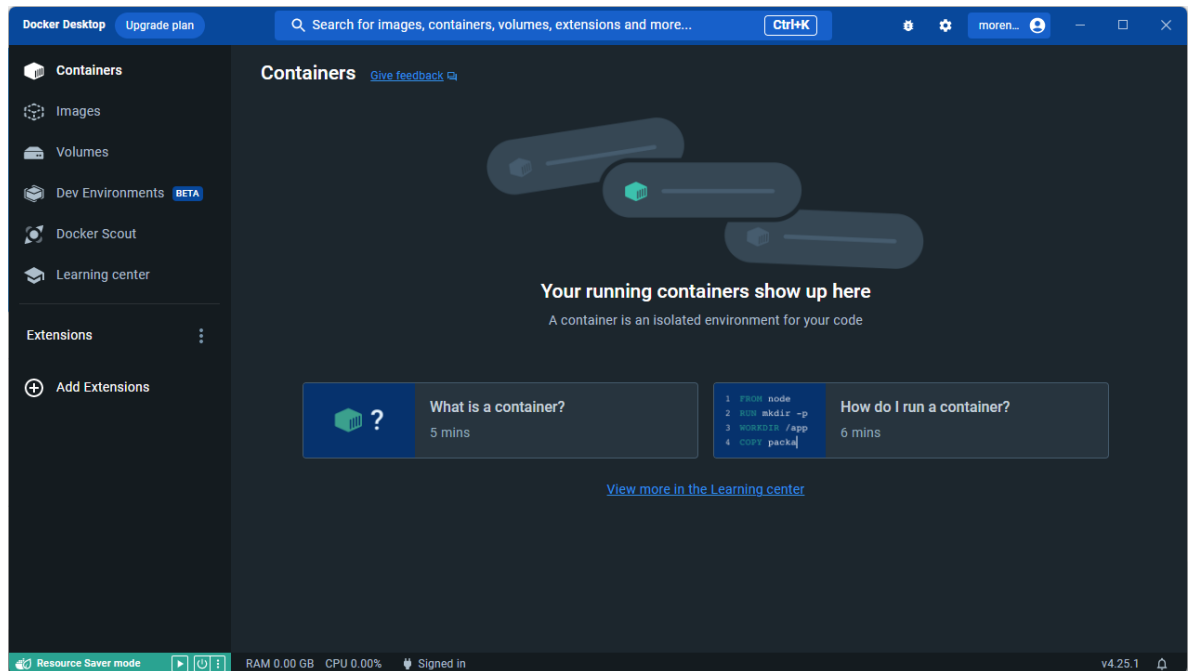 Docker Desktop Upgrade plan Search for images, containers, volumes, extensions and more... Ctrl+K moren...
Containers
Images
Volumes
Dev Environments BETA
Docker Scout
Learning center
Extensions
Add Extensions
Containers Give feedback
Your running containers show up here
A container is an isolated environment for your code
?
What is a container?
5 mins
1 FROM node
2 RUN mkdir -p
3 WORKDIR /app
4 COPY packa
How do I run a container?
6 mins
View more in the Learning center
Resource Saver mode RAM 0.00 GB CPU 0.00% Signed in v4.25.1